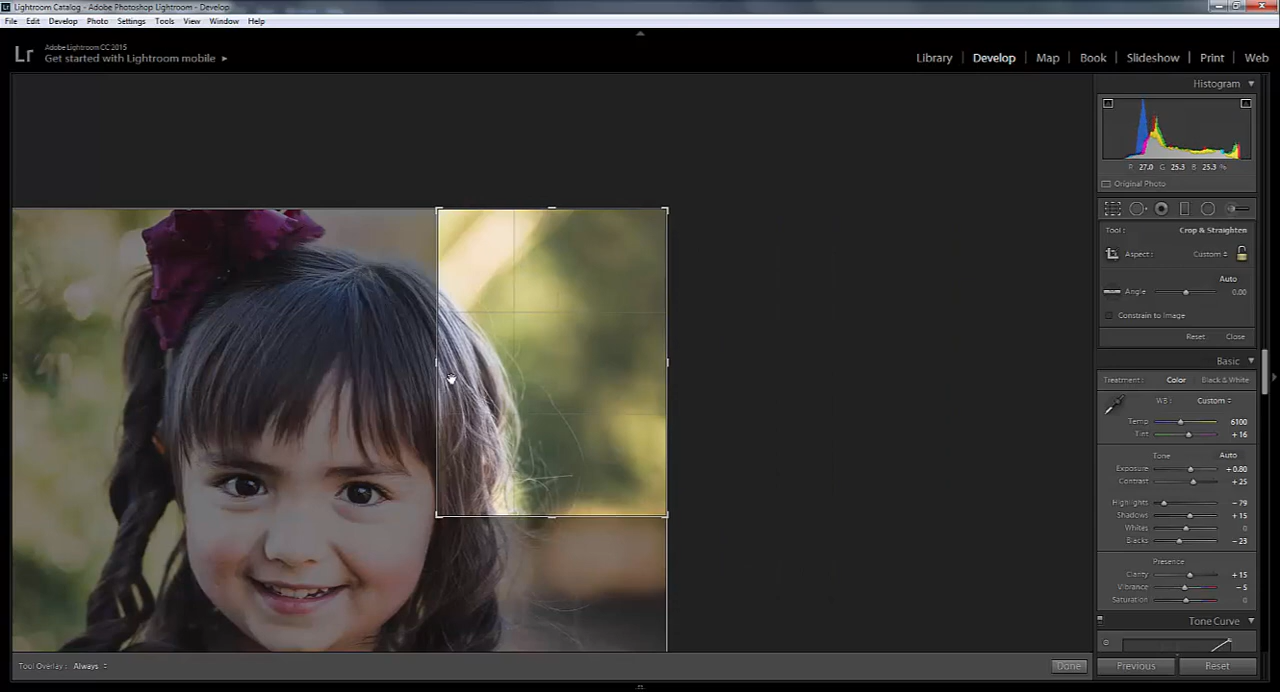 Lightroom Catalog - Adobe Photoshop Lightroom - Develop
File Edit Develop Photo Settings Tools View Window Help
Lr
Adobe Lightroom CC 2015
Get started with Lightroom mobile
Library | Develop | Map | Book | Slideshow | Print | Web
Histogram
R 27.0 G 25.3 B 25.3 %
Original Photo
Tool : Crop & Straighten
Aspect : Custom
Auto
Angle 0.00
Constrain to Image
Reset Close
Basic
Treatment : Color Black & White
WB : Custom
Temp 6100
Tint + 16
Tone Auto
Exposure + 0.80
Contrast + 25
Highlights - 79
Shadows + 15
Whites 0
Blacks - 23
Presence
Clarity + 15
Vibrance - 5
Saturation 0
Tone Curve
Tool Overlay : Always
Done
Previous Reset